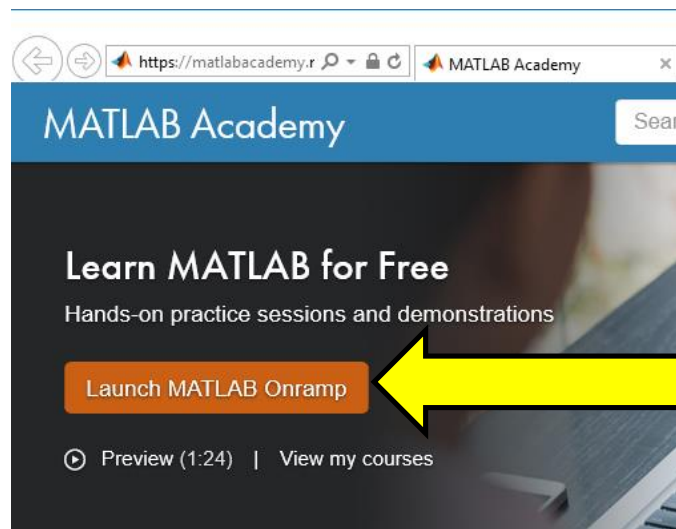 https://matlabacademy.r
MATLAB Academy
MATLAB Academy
Sear
Learn MATLAB for Free
Hands-on practice sessions and demonstrations
Launch MATLAB Onramp
Preview (1:24) | View my courses